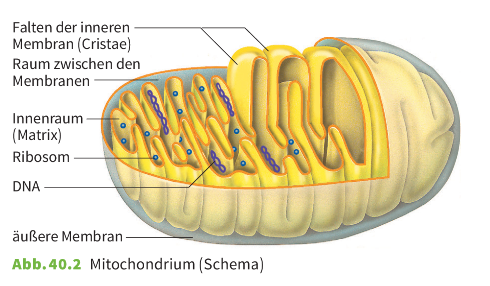 Falten der inneren
Membran (Cristae)
Raum zwischen den
Membranen
Innenraum
(Matrix)
Ribosom
DNA
äußere Membran
Abb. 40.2 Mitochondrium (Schema)